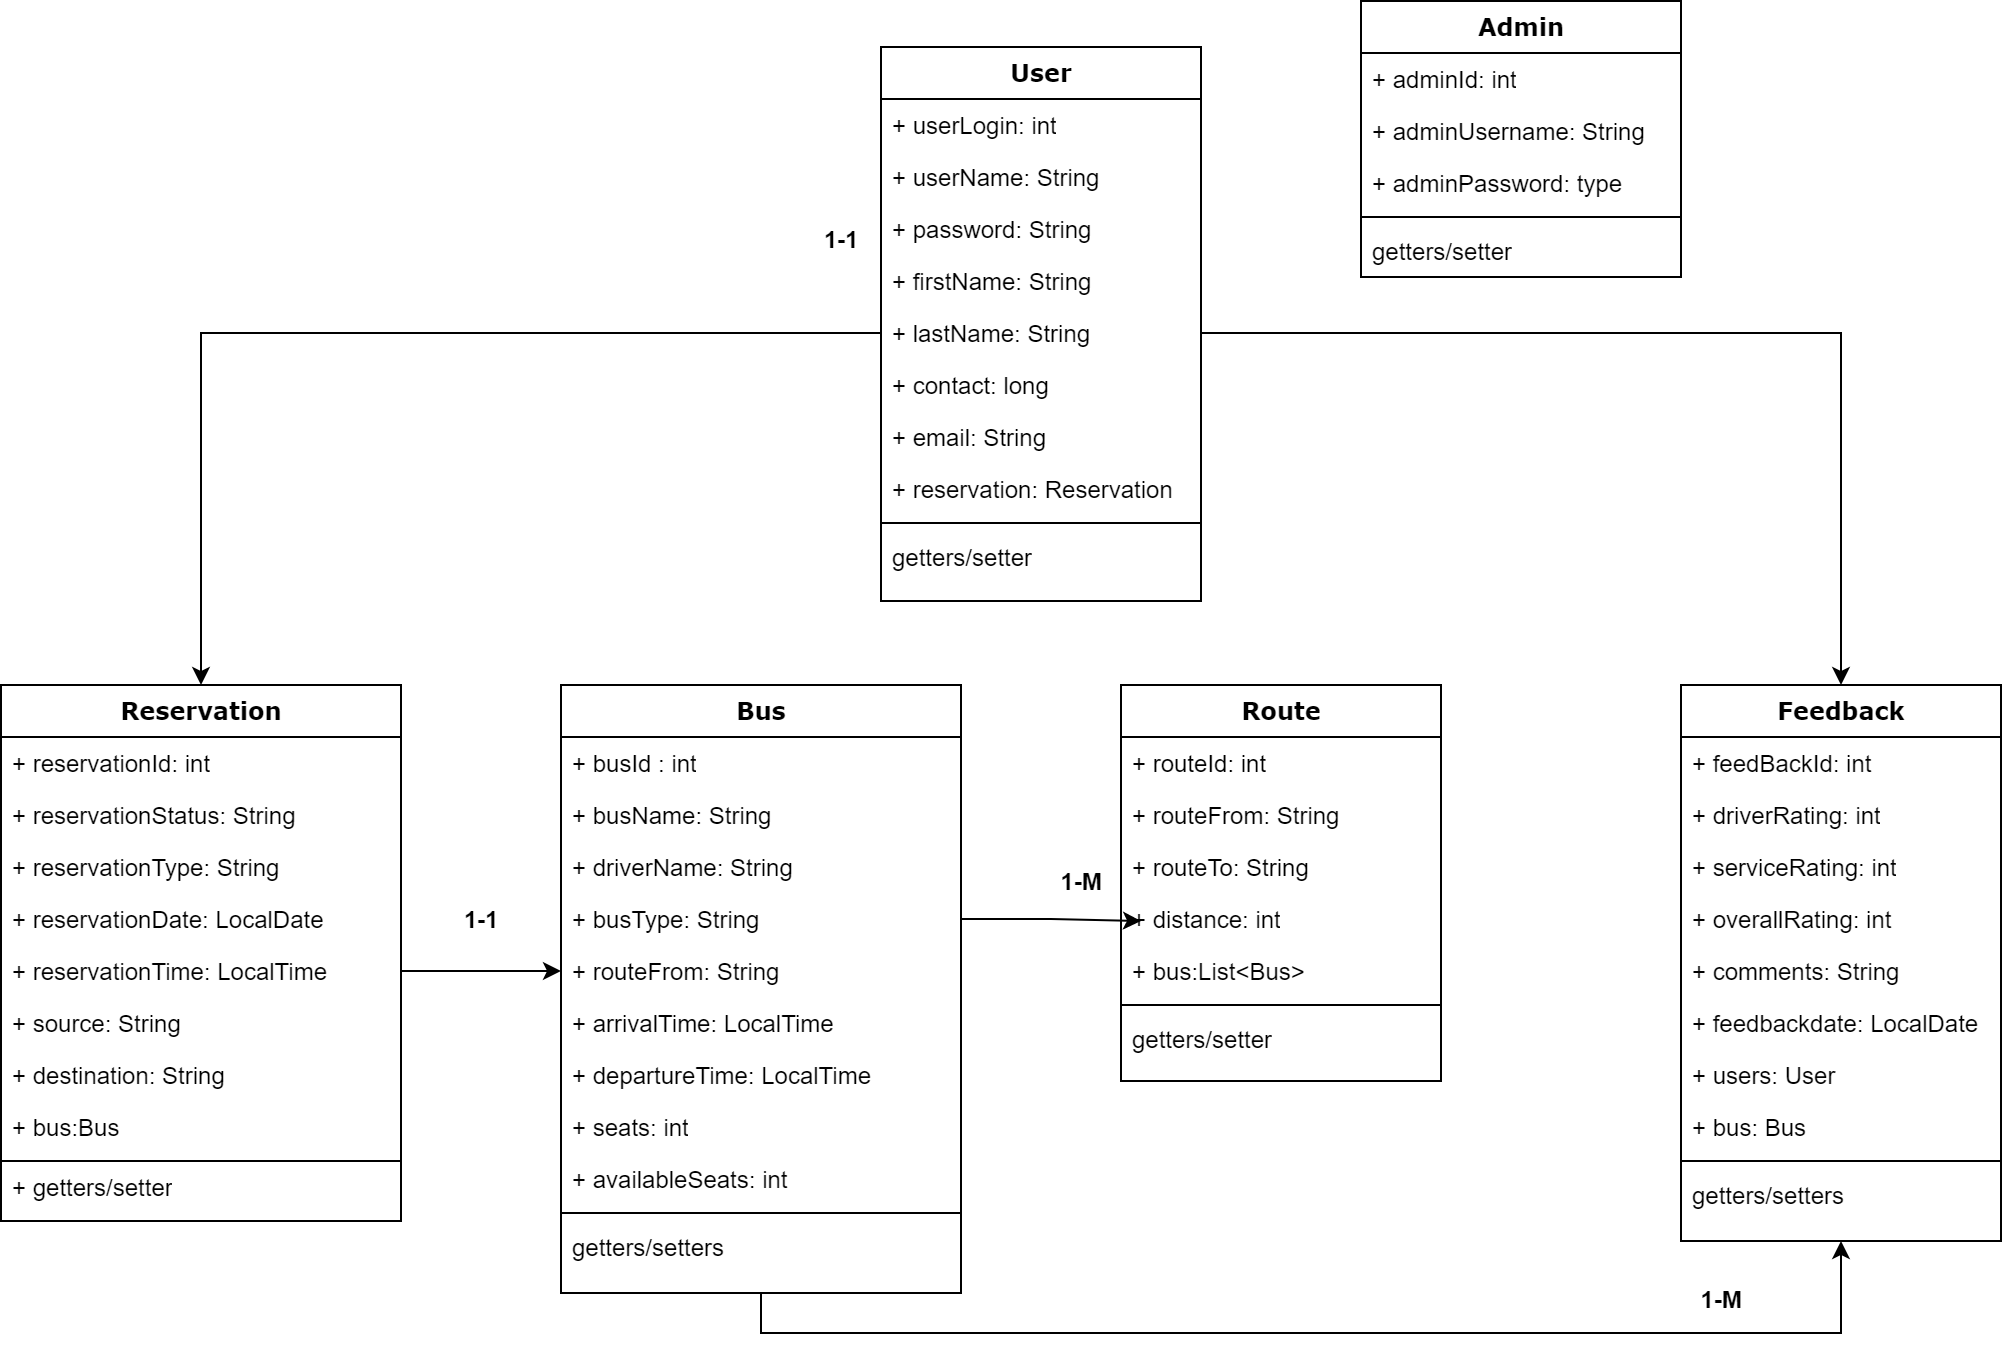 Admin
+ adminId: int
+ adminUsername: String
+ adminPassword: type
getters/setter
User
+ userLogin: int
+ userName: String
+ password: String
+ firstName: String
+ lastName: String
+ contact: long
+ email: String
+ reservation: Reservation
getters/setter
1-1
Reservation
+ reservationId: int
+ reservationStatus: String
+ reservationType: String
+ reservationDate: LocalDate
+ reservationTime: LocalTime
+ source: String
+ destination: String
+ bus:Bus
+ getters/setter
1-1
Bus
+ busId : int
+ busName: String
+ driverName: String
+ busType: String
+ routeFrom: String
+ arrivalTime: LocalTime
+ departureTime: LocalTime
+ seats: int
+ availableSeats: int
getters/setters
1-M
Route
+ routeId: int
+ routeFrom: String
+ routeTo: String
+ distance: int
+ bus:List<Bus>
getters/setter
Feedback
+ feedBackId: int
+ driverRating: int
+ serviceRating: int
+ overallRating: int
+ comments: String
+ feedbackdate: LocalDate
+ users: User
+ bus: Bus
getters/setters
1-M